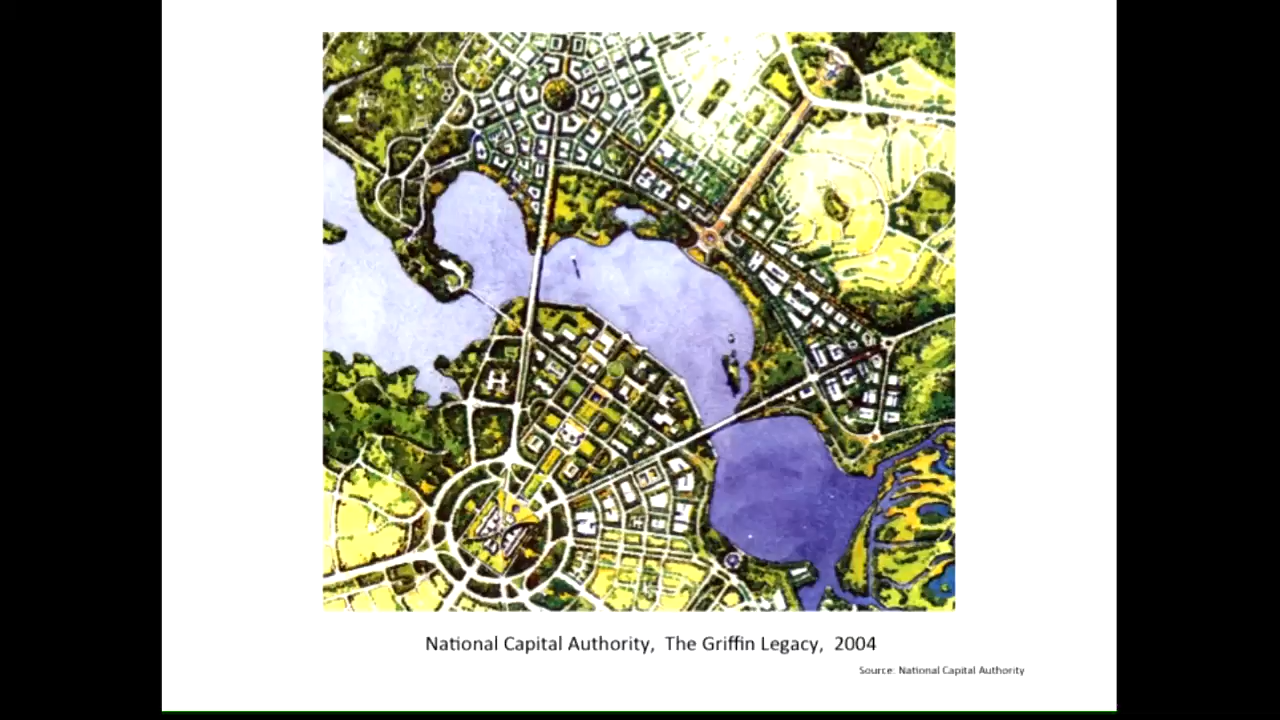 National Capital Authority,  The Griffin Legacy,  2004
Source: National Capital Authority